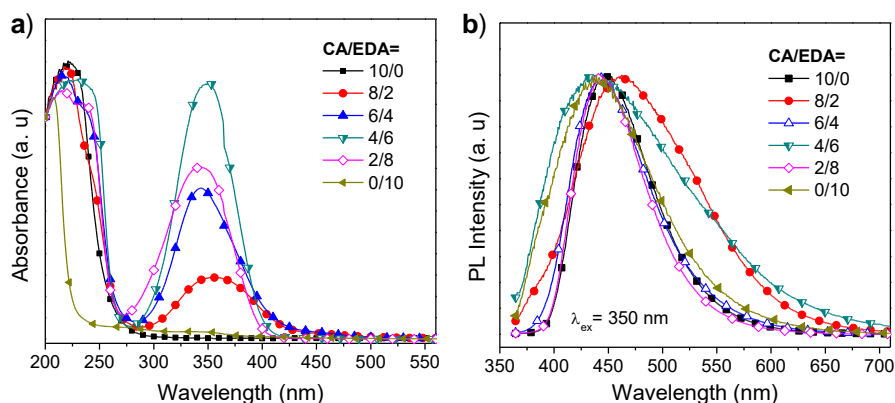 a)
CA/EDA=
10/0
8/2
6/4
4/6
2/8
0/10
Absorbance (a. u)
200 250 300 350 400 450 500 550
Wavelength (nm)
b)
CA/EDA=
10/0
8/2
6/4
4/6
2/8
0/10
λex= 350 nm
PL Intensity (a. u)
350 400 450 500 550 600 650 700
Wavelength (nm)